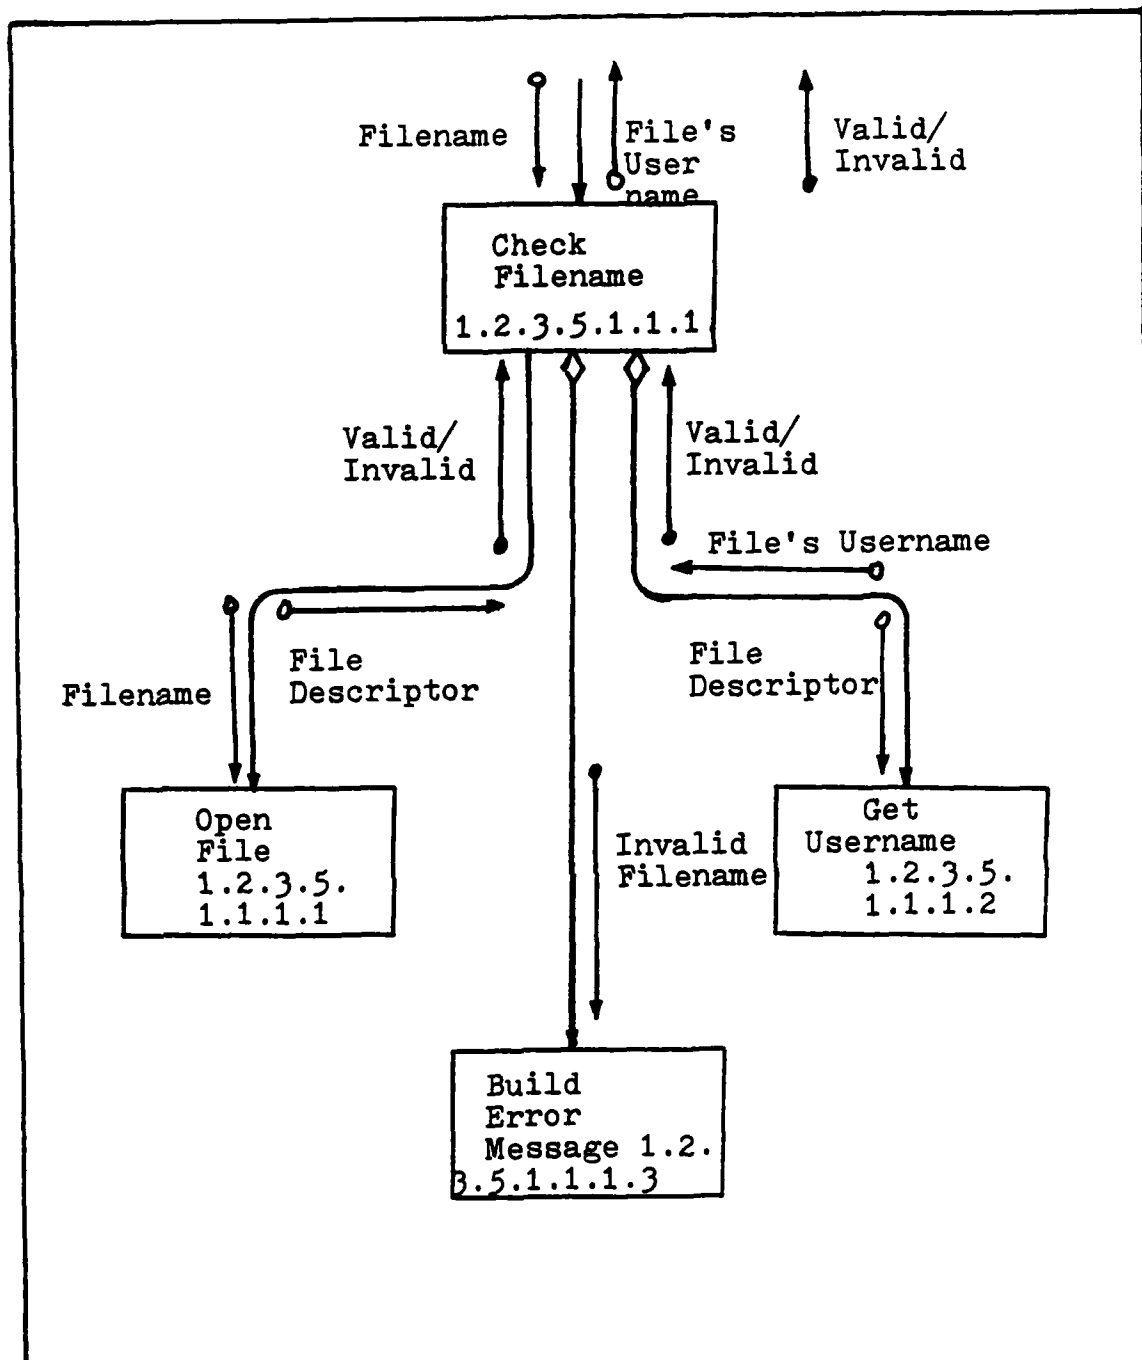 Filename
File's
User
name
Valid/
Invalid
Check
Filename
1.2.3.5.1.1.1
Valid/
Invalid
Valid/
Invalid
File's Username
Filename
File
Descriptor
File
Descriptor
Open
File
1.2.3.5.
1.1.1.1
Invalid
Filename
Get
Username
1.2.3.5.
1.1.1.2
Build
Error
Message 1.2.
3.5.1.1.1.3